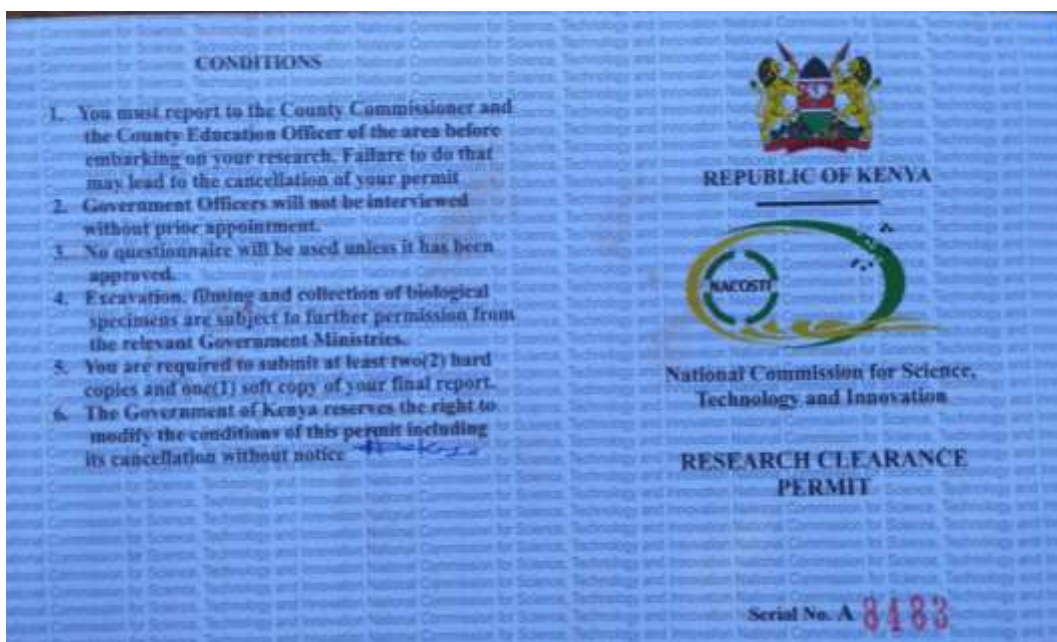 CONDITIONS
1. You must report to the County Commissioner and
the County Education Officer of the area before
embarking on your research. Failure to do that
may lead to the cancellation of your permit
2. Government Officers will not be interviewed
without prior appointment.
3. No questionnaire will be used unless it has been
approved.
4. Excavation, filming and collection of biological
specimens are subject to further permission from
the relevant Government Ministries.
5. You are required to submit at least two(2) hard
copies and one(1) soft copy of your final report.
6. The Government of Kenya reserves the right to
modify the conditions of this permit including
its cancellation without notice
REPUBLIC OF KENYA
NACOSTI
National Commission for Science,
Technology and Innovation
RESEARCH CLEARANCE
PERMIT
Serial No. A 8483